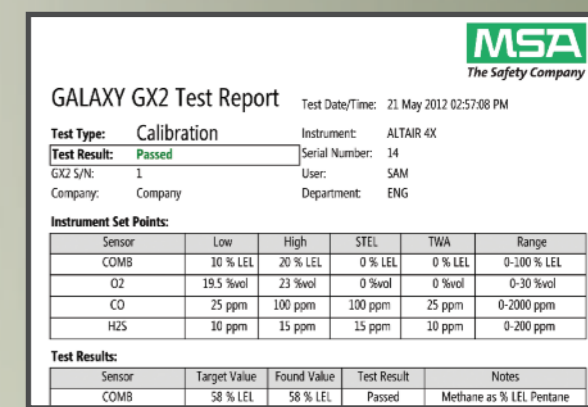 MSA
The Safety Company
GALAXY GX2 Test Report Test Date/Time: 21 May 2012 02:57:08 PM
Test Type: Calibration Instrument: ALTAIR 4X
Test Result: Passed Serial Number: 14
GX2 S/N: 1 User: SAM
Company: Company Department: ENG
Instrument Set Points:
Sensor Low High STEL TWA Range
COMB 10 % LEL 20 % LEL 0 % LEL 0 % LEL 0-100 % LEL
O2 19.5 %vol 23 %vol 0 %vol 0 %vol 0-30 %vol
CO 25 ppm 100 ppm 100 ppm 25 ppm 0-2000 ppm
H2S 10 ppm 15 ppm 15 ppm 10 ppm 0-200 ppm
Test Results:
Sensor Target Value Found Value Test Result Notes
COMB 58 % LEL 58 % LEL Passed Methane as % LEL Pentane